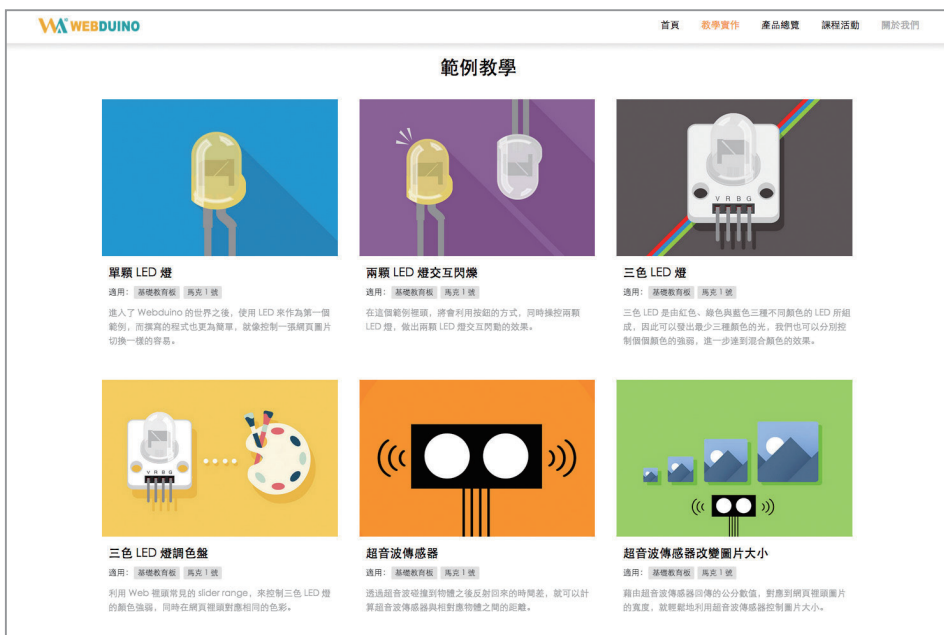 WEBDUINO
首頁 教學實作 產品總覽 課程活動 關於我們
範例教學
單顆 LED 燈
適用： 基礎教育板 馬克 1 號
進入了 Webduino 的世界之後，使用 LED 來作為第一個
範例，而撰寫的程式也更為簡單，就像控制一張網頁圖片
切換一樣的容易。
兩顆 LED 燈交互閃爍
適用： 基礎教育板 馬克 1 號
在這個範例裡頭，將會利用按鈕的方式，同時操控兩顆
LED 燈，做出兩顆 LED 燈交互閃動的效果。
V R B G
三色 LED 燈
適用： 基礎教育板 馬克 1 號
三色 LED 是由紅色、綠色與藍色三種不同顏色的 LED 所組
成，因此可以發出最少三種顏色的光，我們也可以分別控
制個個顏色的強弱，進一步達到混合顏色的效果。
V R B G
三色 LED 燈調色盤
適用： 基礎教育板 馬克 1 號
利用 Web 裡頭常見的 slider range，來控制三色 LED 燈
的顏色強弱，同時在網頁裡頭對應相同的色彩。
超音波傳感器
適用： 基礎教育板 馬克 1 號
透過超音波碰撞到物體之後反射回來的時間差，就可以計
算超音波傳感器與相對應物體之間的距離。
超音波傳感器改變圖片大小
適用： 基礎教育板 馬克 1 號
藉由超音波傳感器回傳的公分數值，對應到網頁裡頭圖片
的寬度，就輕鬆地利用超音波傳感器控制圖片大小。